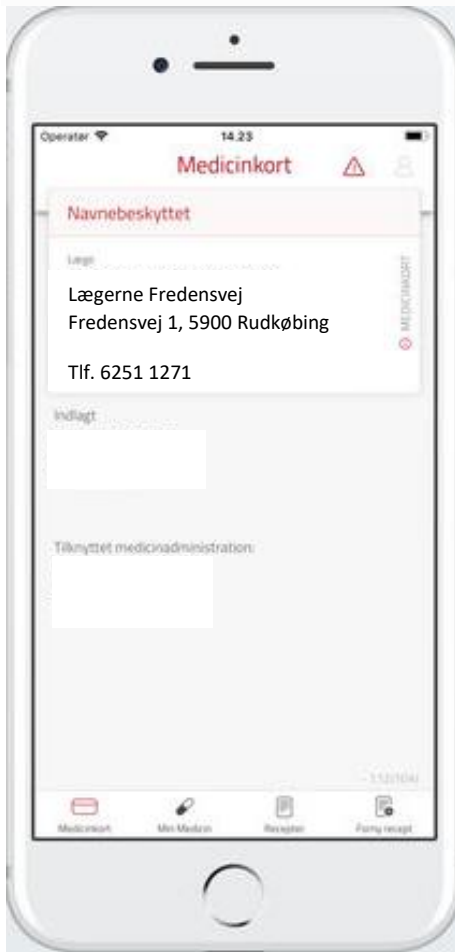 Operatør
14.23
Medicinkort
Navnebeskyttet
Læge
Lægerne Fredensvej
Fredensvej 1, 5900 Rudkøbing
Tlf. 6251 1271
MEDICINKORT
Indlagt
Tilknyttet medicinadministration:
Medicinkort
Min Medicin
Recepter
Forny recept